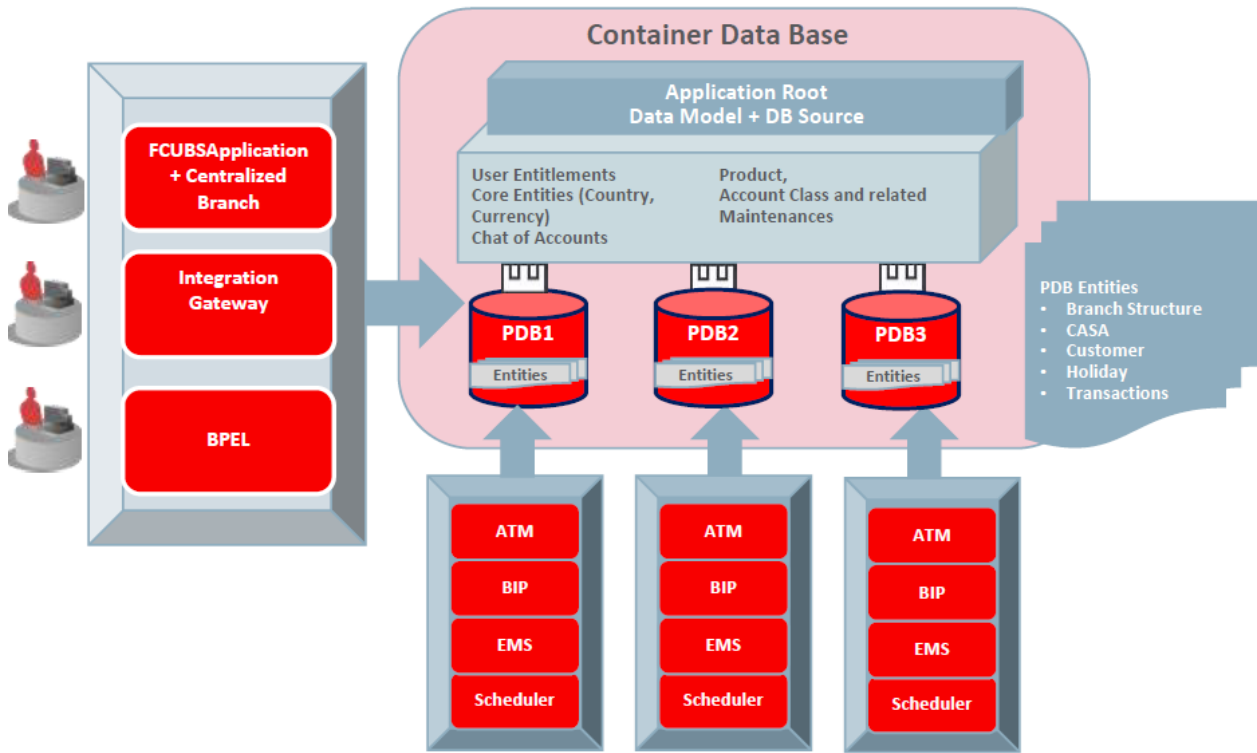 Container Data Base
Application Root
Data Model + DB Source
User Entitlements
Core Entities (Country,
Currency)
Chat of Accounts
Product,
Account Class and related
Maintenances
FCUBSApplication
+ Centralized
Branch
Integration
Gateway
BPEL
PDB1
Entities
PDB2
Entities
PDB3
Entities
PDB Entities
• Branch Structure
• CASA
• Customer
• Holiday
• Transactions
ATM
BIP
EMS
Scheduler
ATM
BIP
EMS
Scheduler
ATM
BIP
EMS
Scheduler